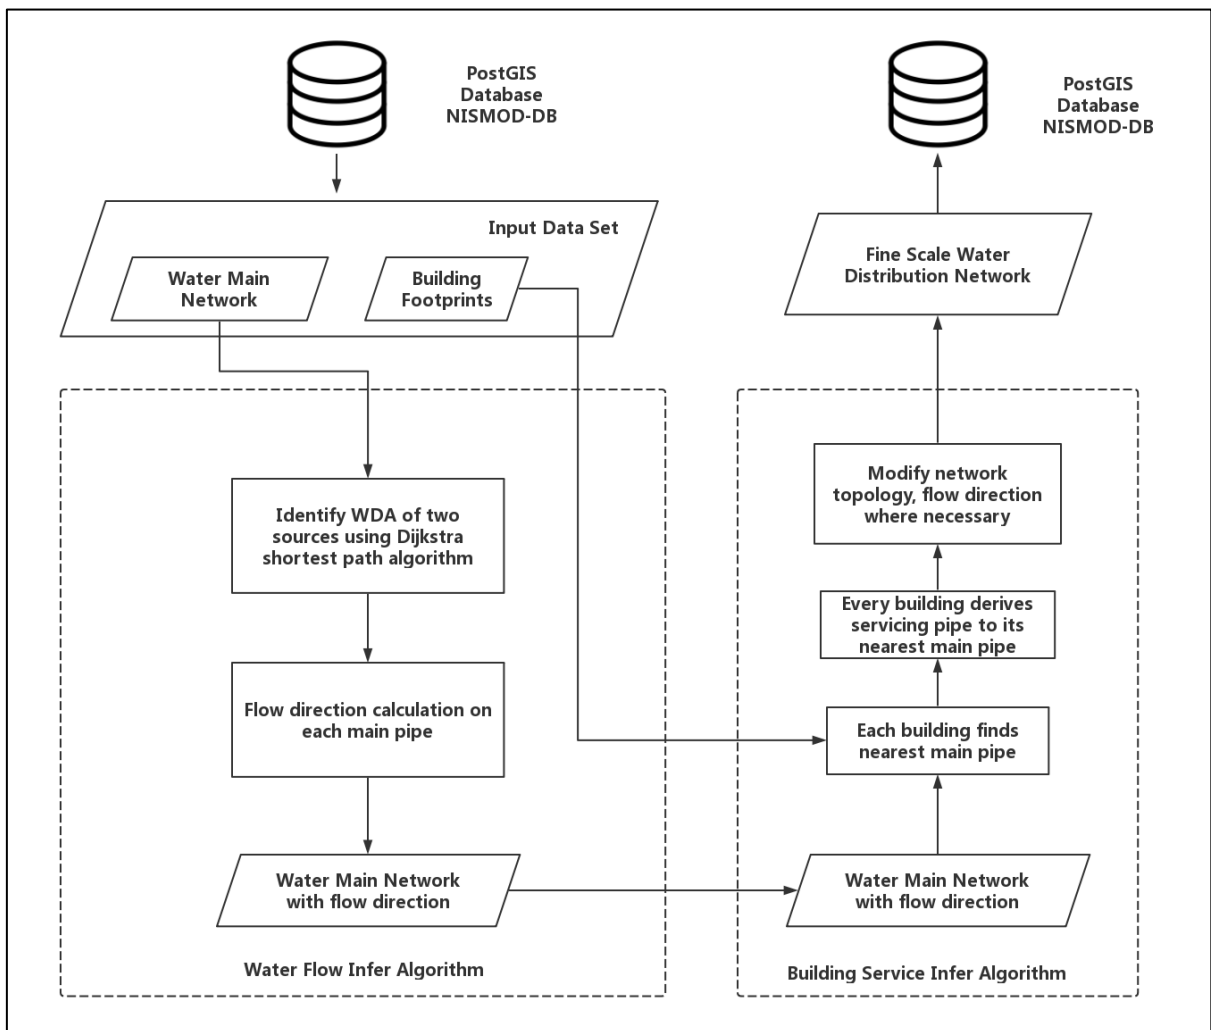 PostGIS
Database
NISMOD-DB
Input Data Set
Water Main
Network
Building
Footprints
Identify WDA of two
sources using Dijkstra
shortest path algorithm
Flow direction calculation on
each main pipe
Water Main Network
with flow direction
Water Flow Infer Algorithm
PostGIS
Database
NISMOD-DB
Fine Scale Water
Distribution Network
Modify network
topology, flow direction
where necessary
Every building derives
servicing pipe to its
nearest main pipe
Each building finds
nearest main pipe
Water Main Network
with flow direction
Building Service Infer Algorithm